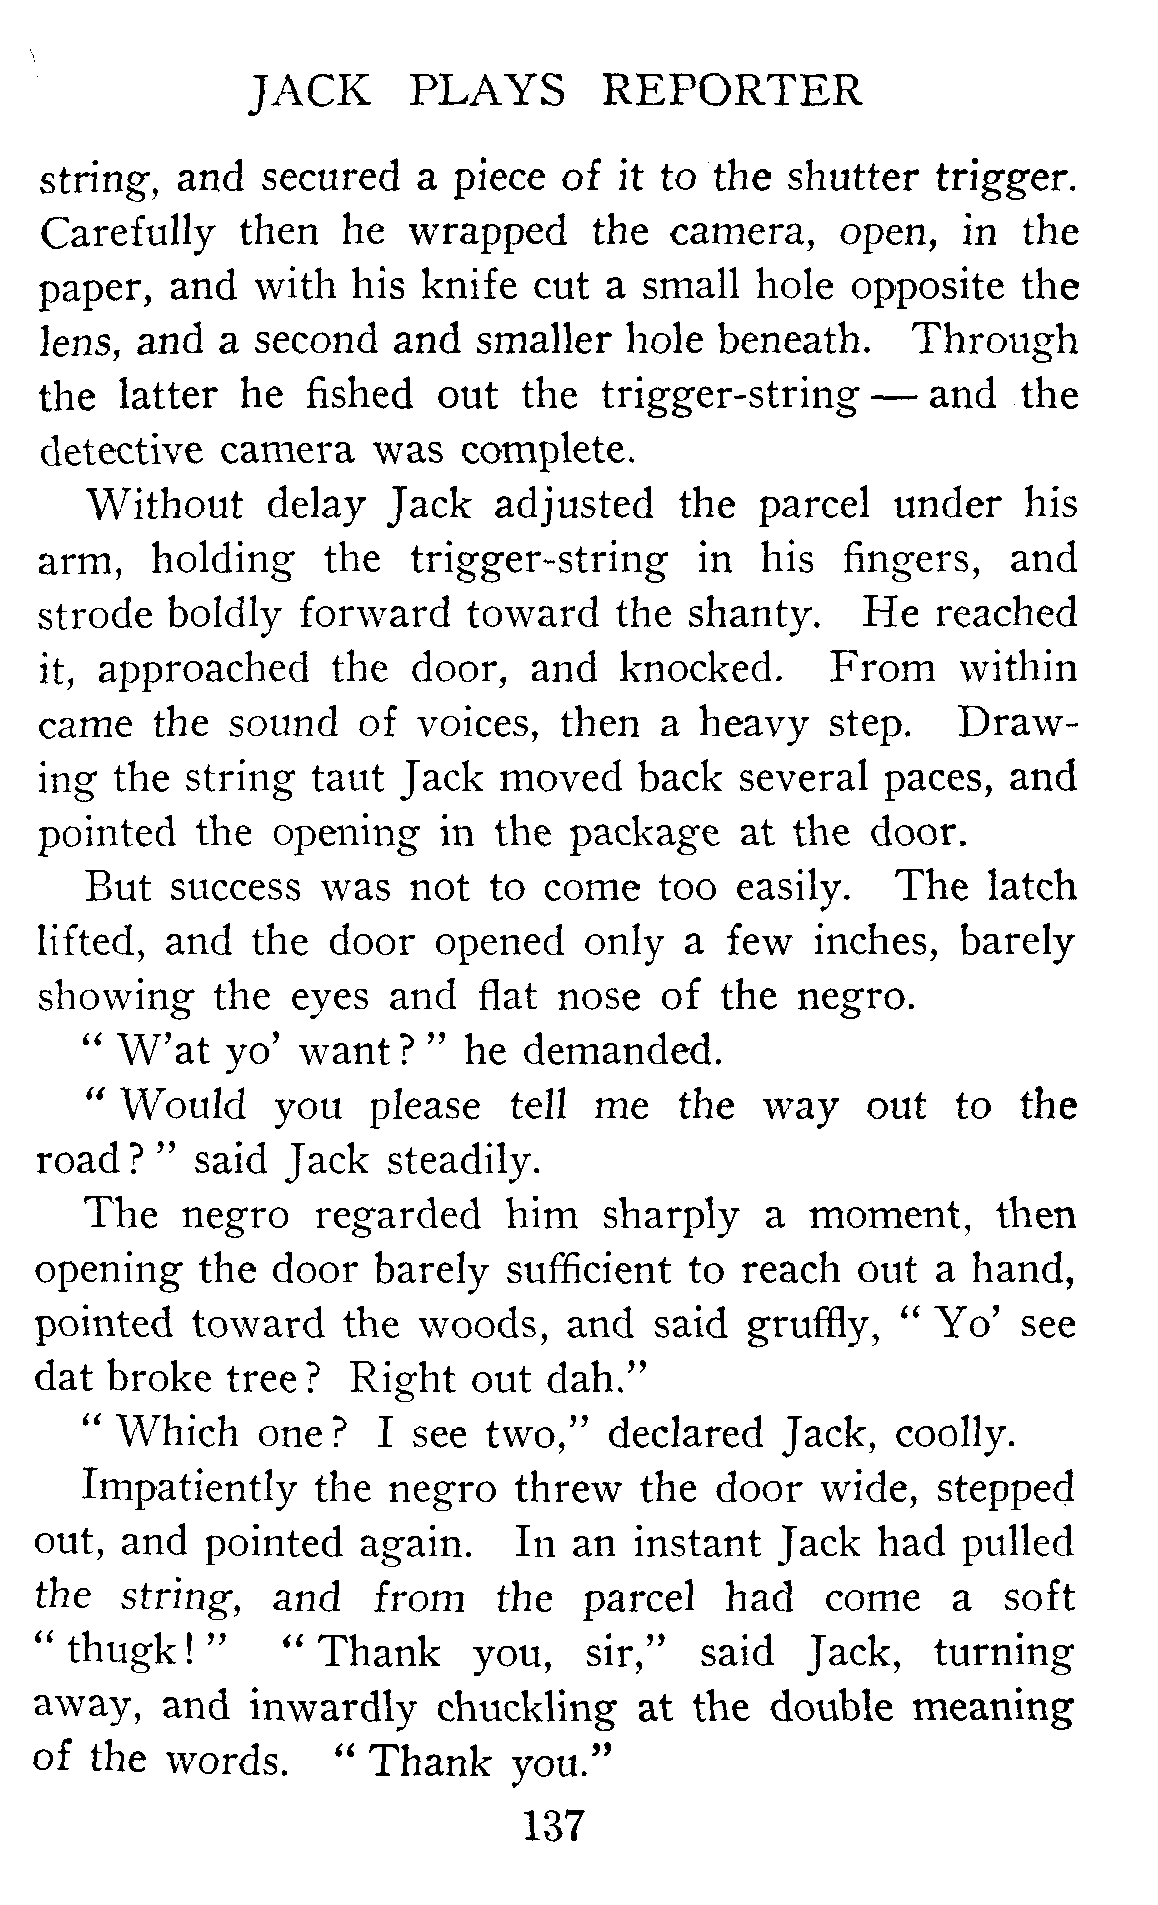 JACK PLAYS REPORTER
string, and secured a piece of it to the shutter trigger.
Carefully then he wrapped the camera, open, in the
paper, and with his knife cut a small hole opposite the
lens, and a second and smaller hole beneath. Through
the latter he fished out the trigger-string — and the
detective camera was complete.
Without delay Jack adjusted the parcel under his
arm, holding the trigger-string in his fingers, and
strode boldly forward toward the shanty. He reached
it, approached the door, and knocked. From within
came the sound of voices, then a heavy step. Draw-
ing the string taut Jack moved back several paces, and
pointed the opening in the package at the door.
But success was not to come too easily. The latch
lifted, and the door opened only a few inches, barely
showing the eyes and flat nose of the negro.
" W'at yo' want? " he demanded.
" Would you please tell me the way out to the
road? " said Jack steadily.
The negro regarded him sharply a moment, then
opening the door barely sufficient to reach out a hand,
pointed toward the woods, and said gruffly, " Yo' see
dat broke tree? Right out dah."
" Which one? I see two," declared Jack, coolly.
Impatiently the negro threw the door wide, stepped
out, and pointed again. In an instant Jack had pulled
the string, and from the parcel had come a soft
" thugk! " " Thank you, sir," said Jack, turning
away, and inwardly chuckling at the double meaning
of the words. " Thank you."
137